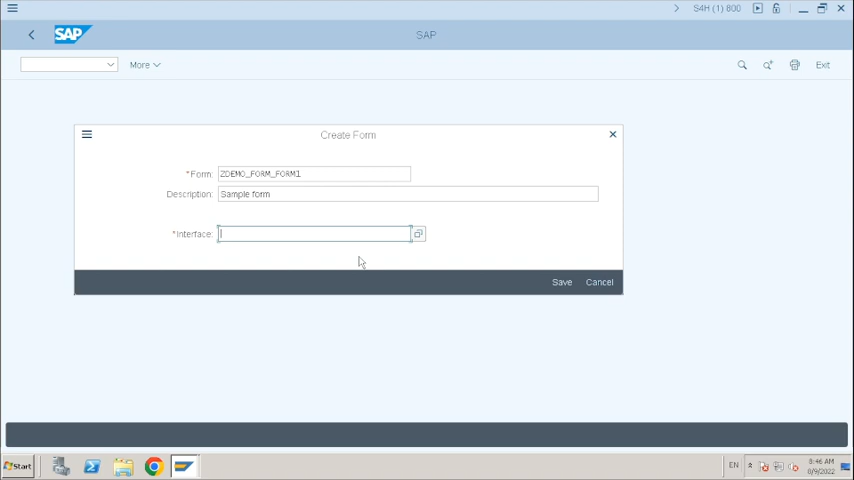 S4H (1) 800
SAP
SAP
More
Exit
Create Form
*Form: ZDEMO_FORM_FORM1
Description: Sample form
*Interface:
Save Cancel
Start
EN
8:46 AM
8/9/2022